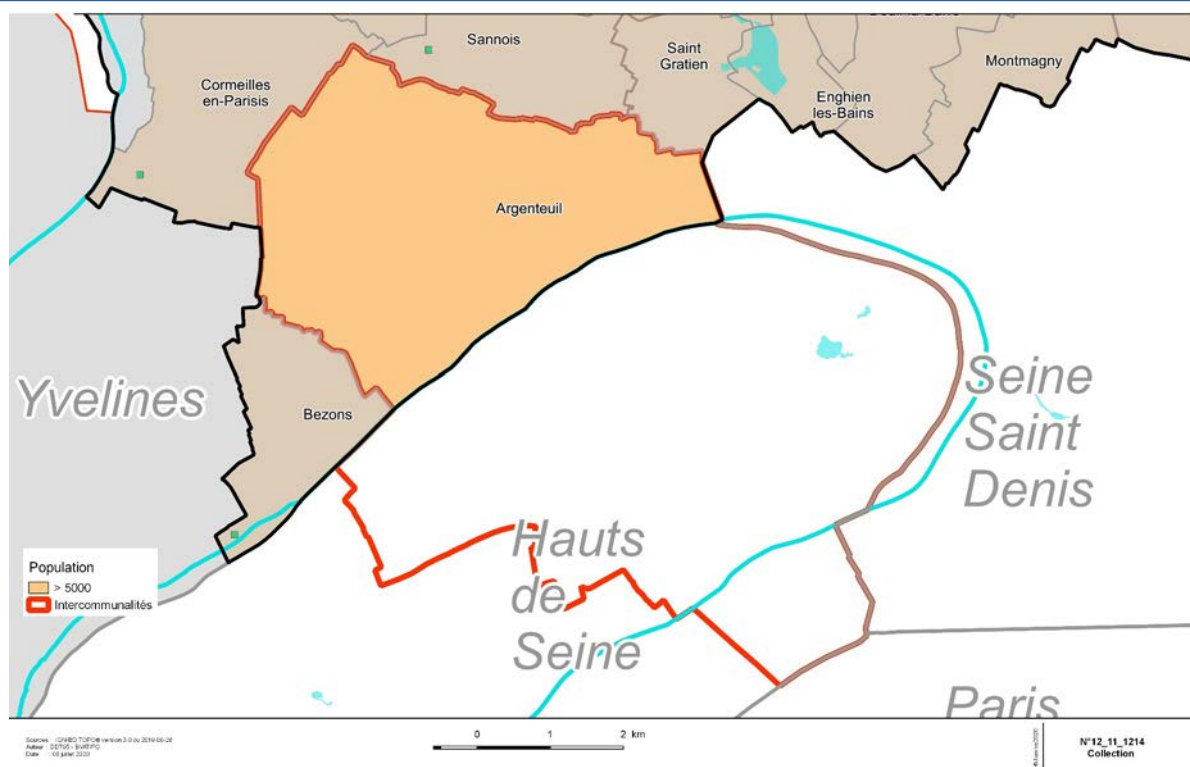 Sannois
Saint
Gratien
Montmagny
Cormeilles
en-Parisis
Enghien
les-Bains
Argenteuil
Yvelines
Bezons
Seine
Saint
Denis
Hauts
de
Seine
Population
> 5000
Intercommunalités
Paris
0 1 2 km
N°12_11_1214
Collection